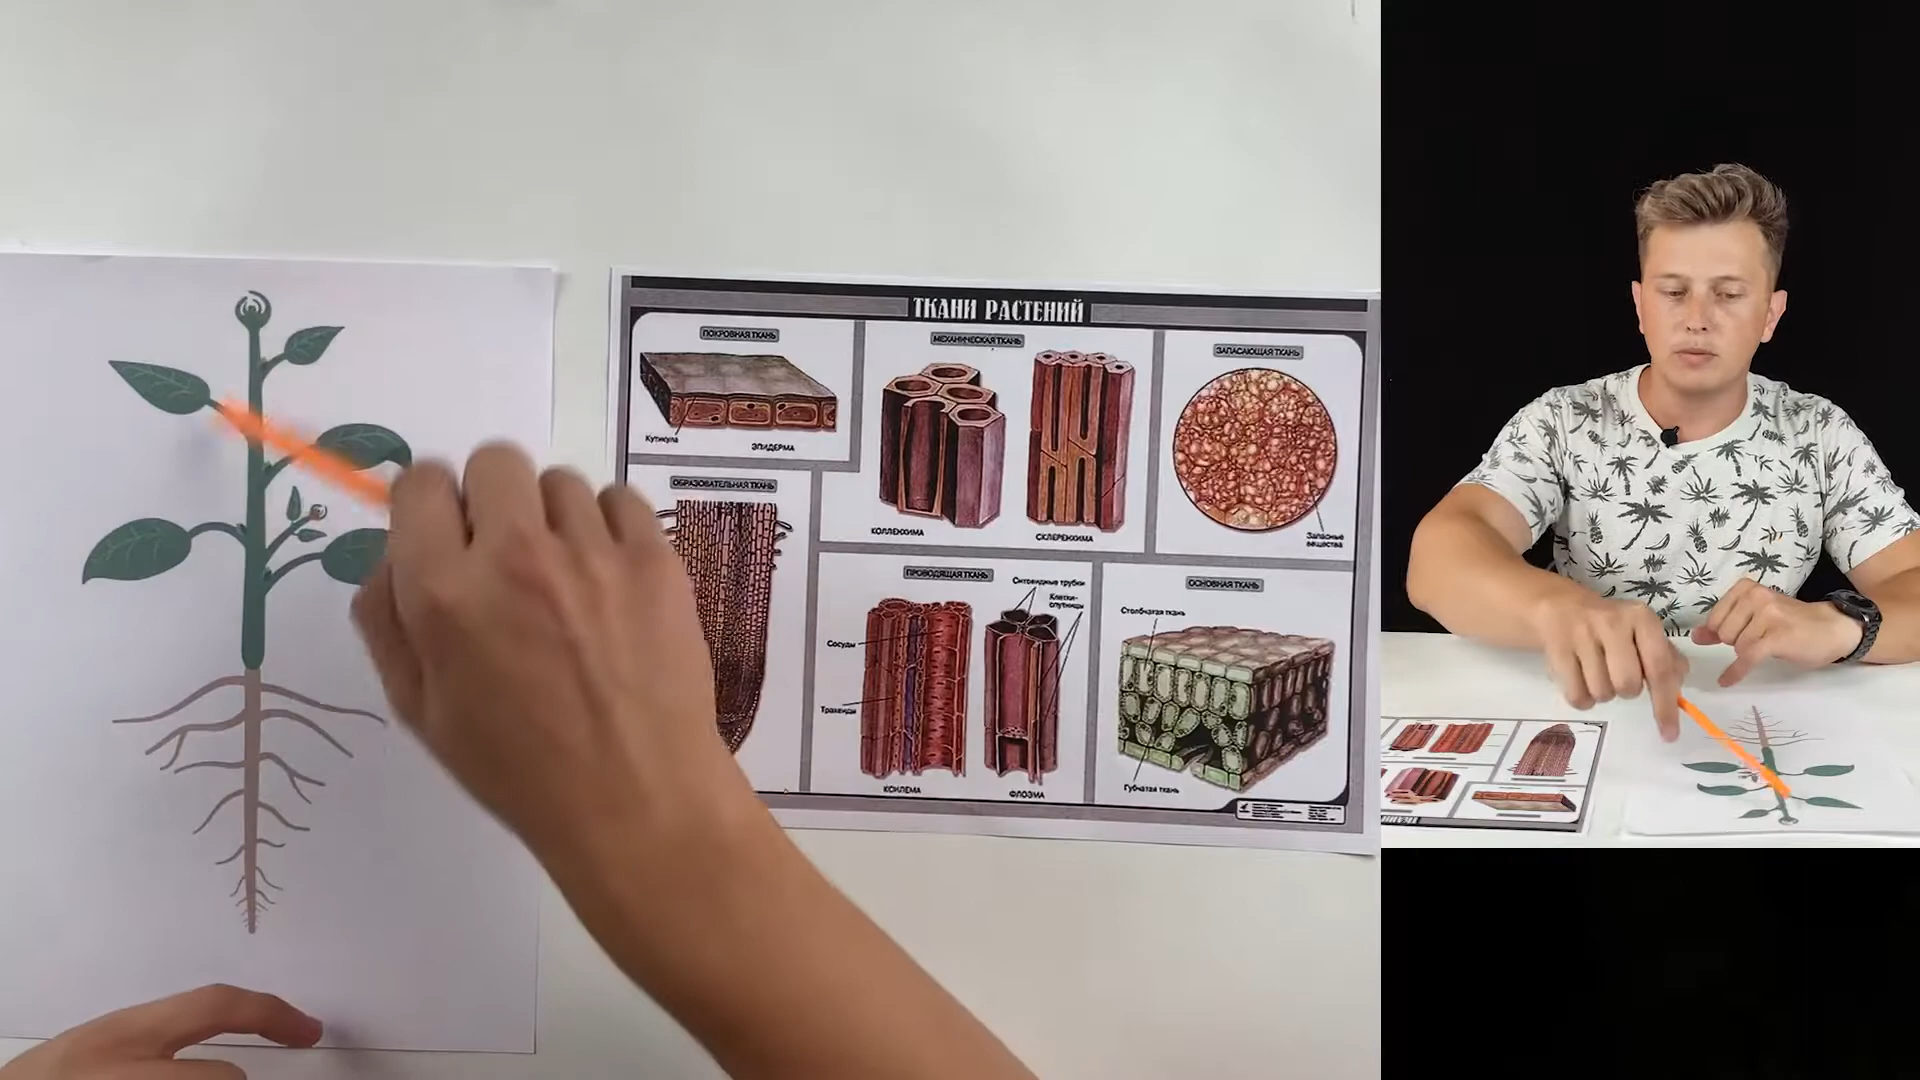 ТКАНИ РАСТЕНИЙ
ПОКРОВНАЯ ТКАНЬ
Кутикула
ЭПИДЕРМА
МЕХАНИЧЕСКАЯ ТКАНЬ
КОЛЛЕНХИМА
СКЛЕРЕНХИМА
ЗАПАСАЮЩАЯ ТКАНЬ
Запасные
вещества
ОБРАЗОВАТЕЛЬНАЯ ТКАНЬ
ПРОВОДЯЩАЯ ТКАНЬ
Ситовидные трубки
Клетки-
спутницы
Сосуды
Трахеиды
КСИЛЕМА
ФЛОЭМА
ОСНОВНАЯ ТКАНЬ
Столбчатая ткань
Губчатая ткань